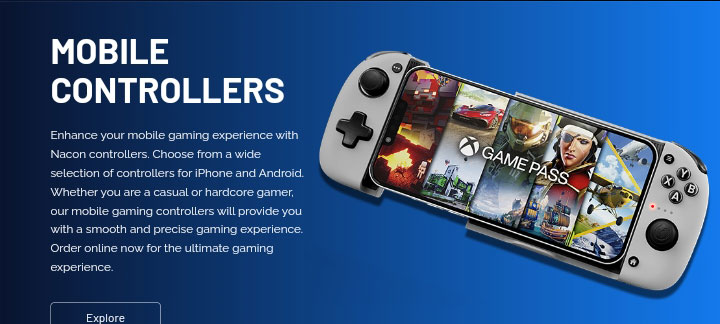 MOBILE
CONTROLLERS
Enhance your mobile gaming experience with
Nacon controllers. Choose from a wide
selection of controllers for iPhone and Android.
Whether you are a casual or hardcore gamer,
our mobile gaming controllers will provide you
with a smooth and precise gaming experience.
Order online now for the ultimate gaming
experience.
Explore
GAME PASS
Y
X B
A